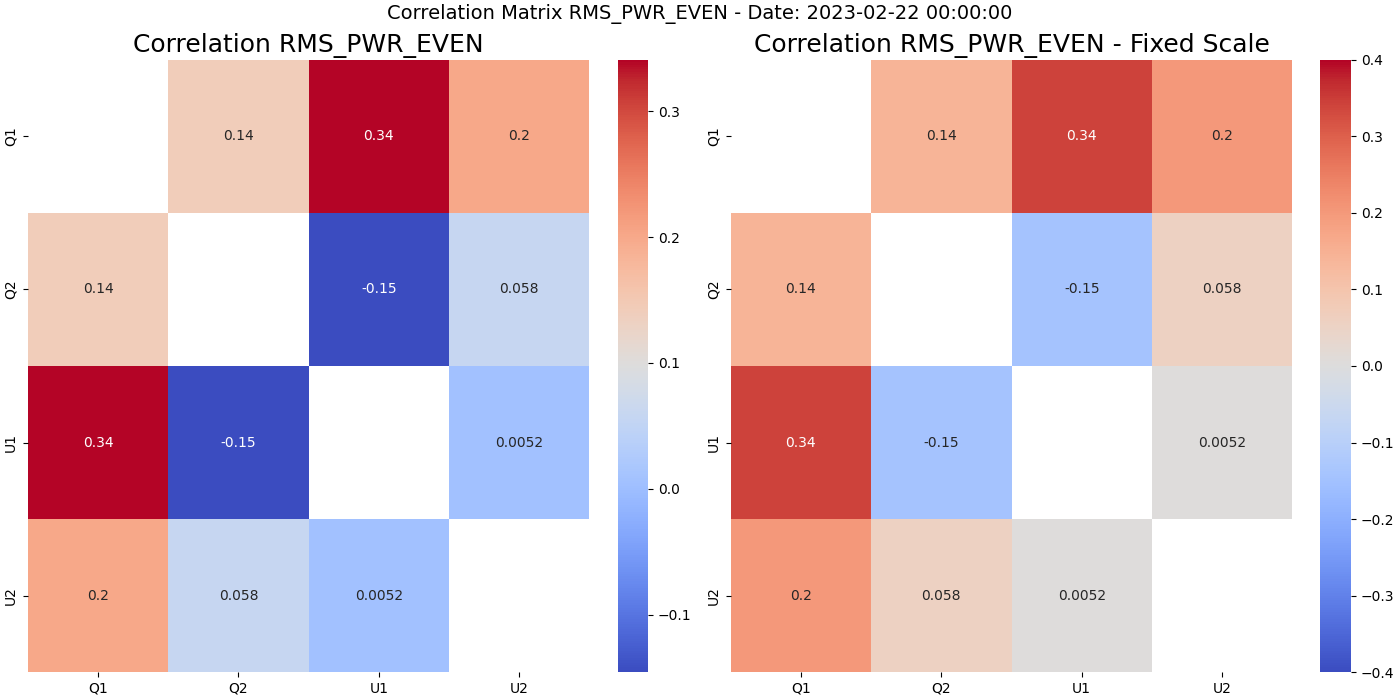 Correlation Matrix RMS_PWR_EVEN - Date: 2023-02-22 00:00:00
Correlation RMS_PWR_EVEN
Q1
0.14
0.34
0.2
Q2
0.14
-0.15
0.058
U1
0.34
-0.15
0.0052
U2
0.2
0.058
0.0052
Q1 Q2 U1 U2
0.3
0.2
0.1
0.0
−0.1
Correlation RMS_PWR_EVEN - Fixed Scale
Q1
0.14
0.34
0.2
Q2
0.14
-0.15
0.058
U1
0.34
-0.15
0.0052
U2
0.2
0.058
0.0052
Q1 Q2 U1 U2
0.4
0.3
0.2
0.1
0.0
−0.1
−0.2
−0.3
−0.4